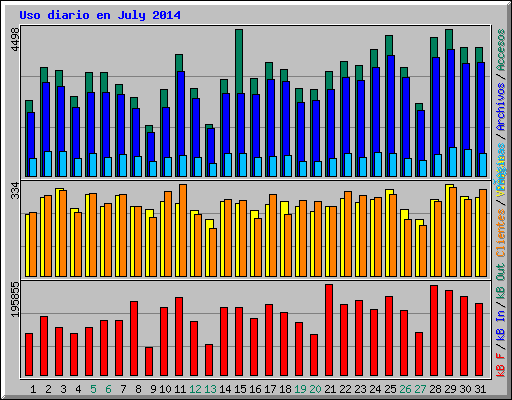 Uso diario en July 2014
4498
334
195855
kB F / kB In / kB Out Clientes / Páginas / Archivos / Accesos
1 2 3 4 5 6 7 8 9 10 11 12 13 14 15 16 17 18 19 20 21 22 23 24 25 26 27 28 29 30 31